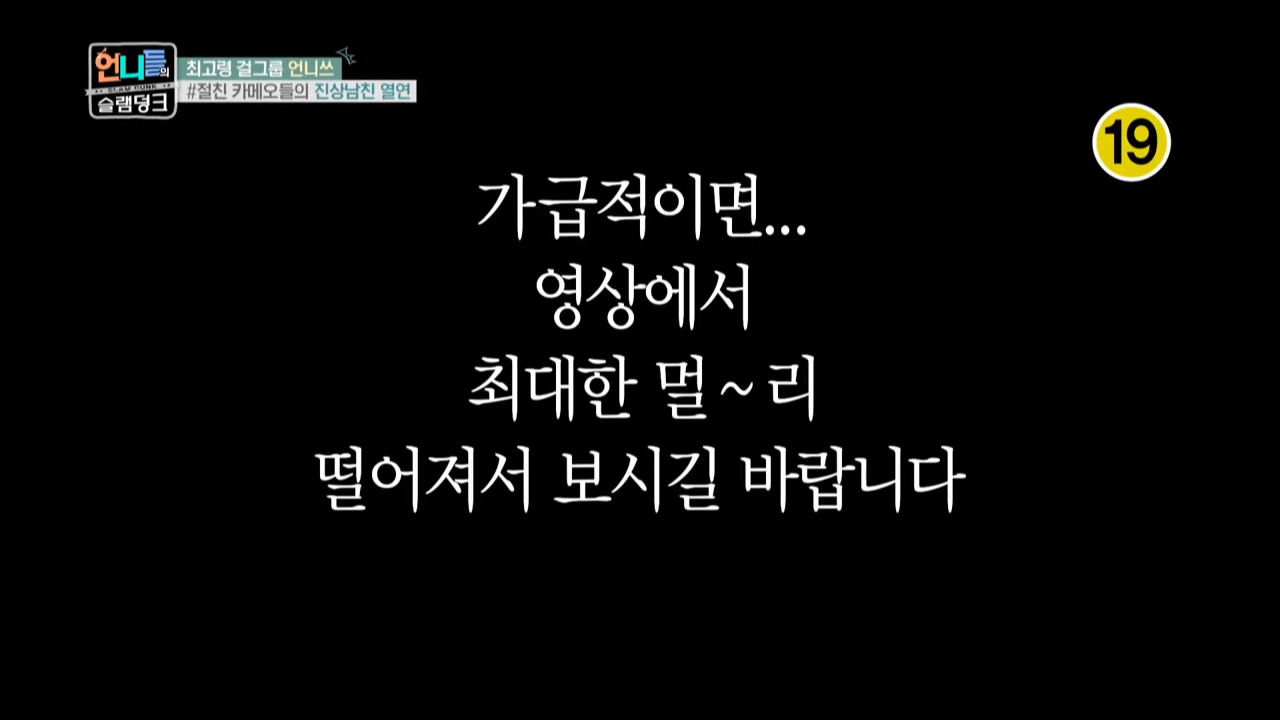 언니들의
SLAM DUNK
슬램덩크
최고령 걸그룹 언니쓰
#절친 카메오들의 진상남친 열연
19
가급적이면...
영상에서
최대한 멀~리
떨어져서 보시길 바랍니다